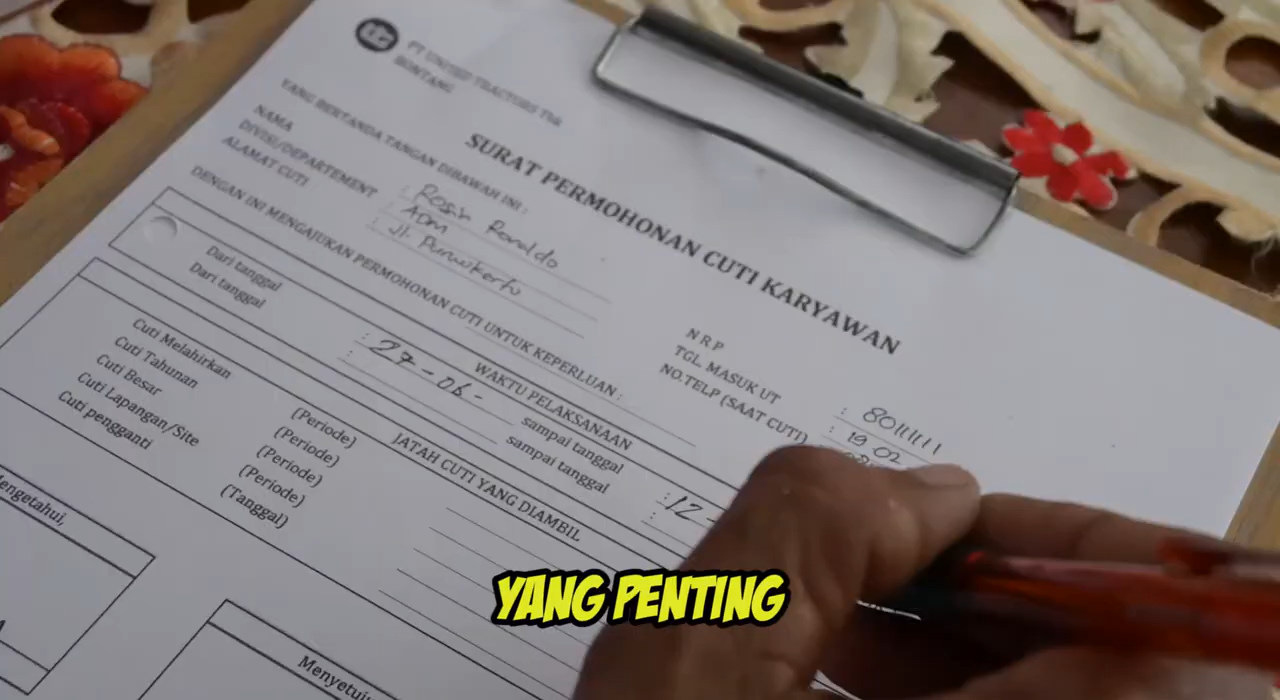 PT UNITED TRACTORS Tbk
BONTANG
SURAT PERMOHONAN CUTI KARYAWAN
YANG BERTANDA TANGAN DIBAWAH INI :
NAMA : Rosin Ronaldo
DIVISI/DEPARTEMENT : ADM
ALAMAT CUTI : Jl. Purwokerto
NRP : 80111111
TGL. MASUK UT : 19 02
NO.TELP (SAAT CUTI)
DENGAN INI MENGAJUKAN PERMOHONAN CUTI UNTUK KEPERLUAN :
WAKTU PELAKSANAAN
Dari tanggal : 27-06- sampai tanggal : 12-
Dari tanggal : sampai tanggal :
JATAH CUTI YANG DIAMBIL
Cuti Melahirkan (Periode)
Cuti Tahunan (Periode)
Cuti Besar (Periode)
Cuti Lapangan/Site (Periode)
Cuti pengganti (Tanggal)
Mengetahui,
Menyetujui
YANG PENTING